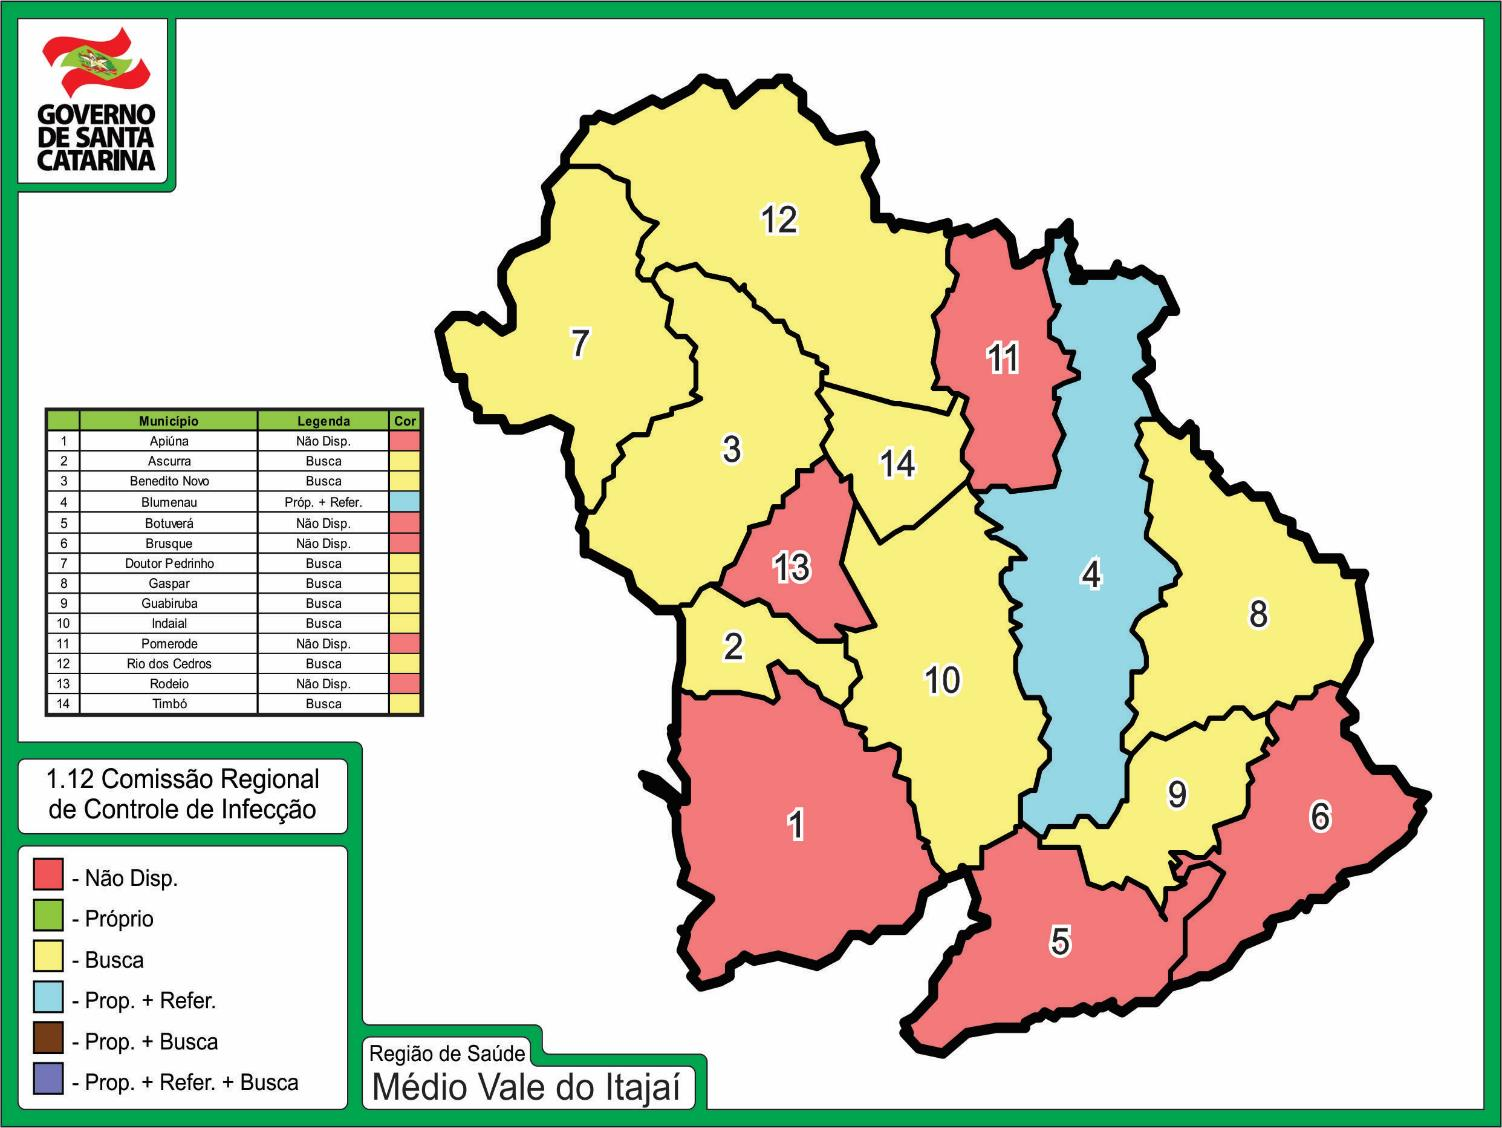 GOVERNO
DE SANTA
CATARINA
12
11
7
3
14
13
4
8
2
10
9
1
6
5
Município Legenda Cor
1 Apiúna Não Disp.
2 Ascurra Busca
3 Benedito Novo Busca
4 Blumenau Próp. + Refer.
5 Botuverá Não Disp.
6 Brusque Não Disp.
7 Doutor Pedrinho Busca
8 Gaspar Busca
9 Guabiruba Busca
10 Indaial Busca
11 Pomerode Não Disp.
12 Rio dos Cedros Busca
13 Rodeio Não Disp.
14 Timbó Busca
1.12 Comissão Regional
de Controle de Infecção
- Não Disp.
- Próprio
- Busca
- Prop. + Refer.
- Prop. + Busca
- Prop. + Refer. + Busca
Região de Saúde
Médio Vale do Itajaí